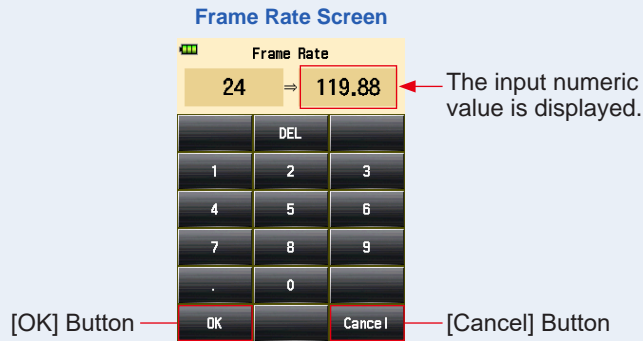 Frame Rate Screen
Frame Rate
24 ⇒ 119.88
The input numeric
value is displayed.
DEL
1 2 3
4 5 6
7 8 9
. 0
[OK] Button OK Cancel [Cancel] Button